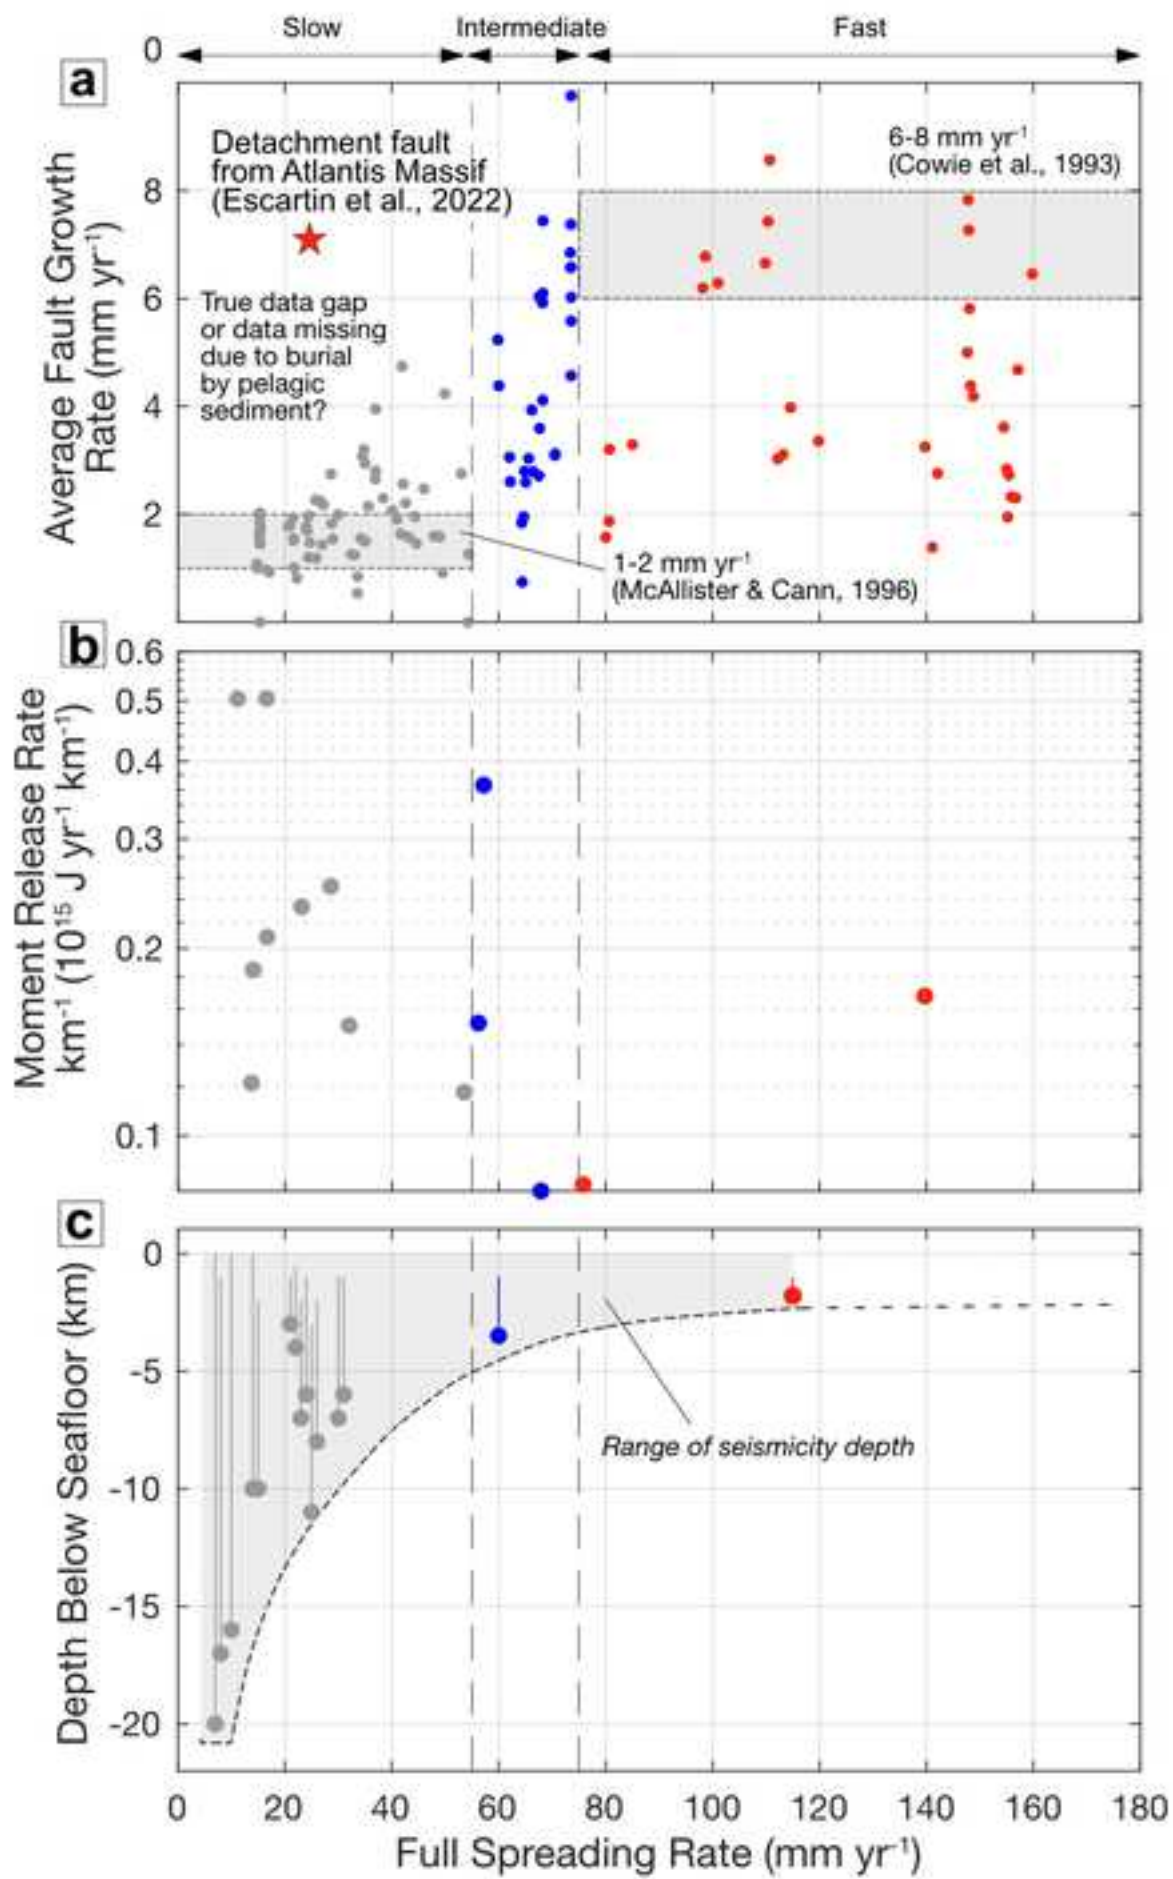 Slow
Intermediate
Fast
0
a
Average Fault Growth
Rate (mm yr⁻¹)
8
6
4
2
Detachment fault
from Atlantis Massif
(Escartin et al., 2022)
True data gap
or data missing
due to burial
by pelagic
sediment?
6-8 mm yr⁻¹
(Cowie et al., 1993)
1-2 mm yr⁻¹
(McAllister & Cann, 1996)
b
Moment Release Rate
km⁻¹ (10¹⁵ J yr⁻¹ km⁻¹)
0.6
0.5
0.4
0.3
0.2
0.1
c
Depth Below Seafloor (km)
0
-5
-10
-15
-20
Range of seismicity depth
0 20 40 60 80 100 120 140 160 180
Full Spreading Rate (mm yr⁻¹)